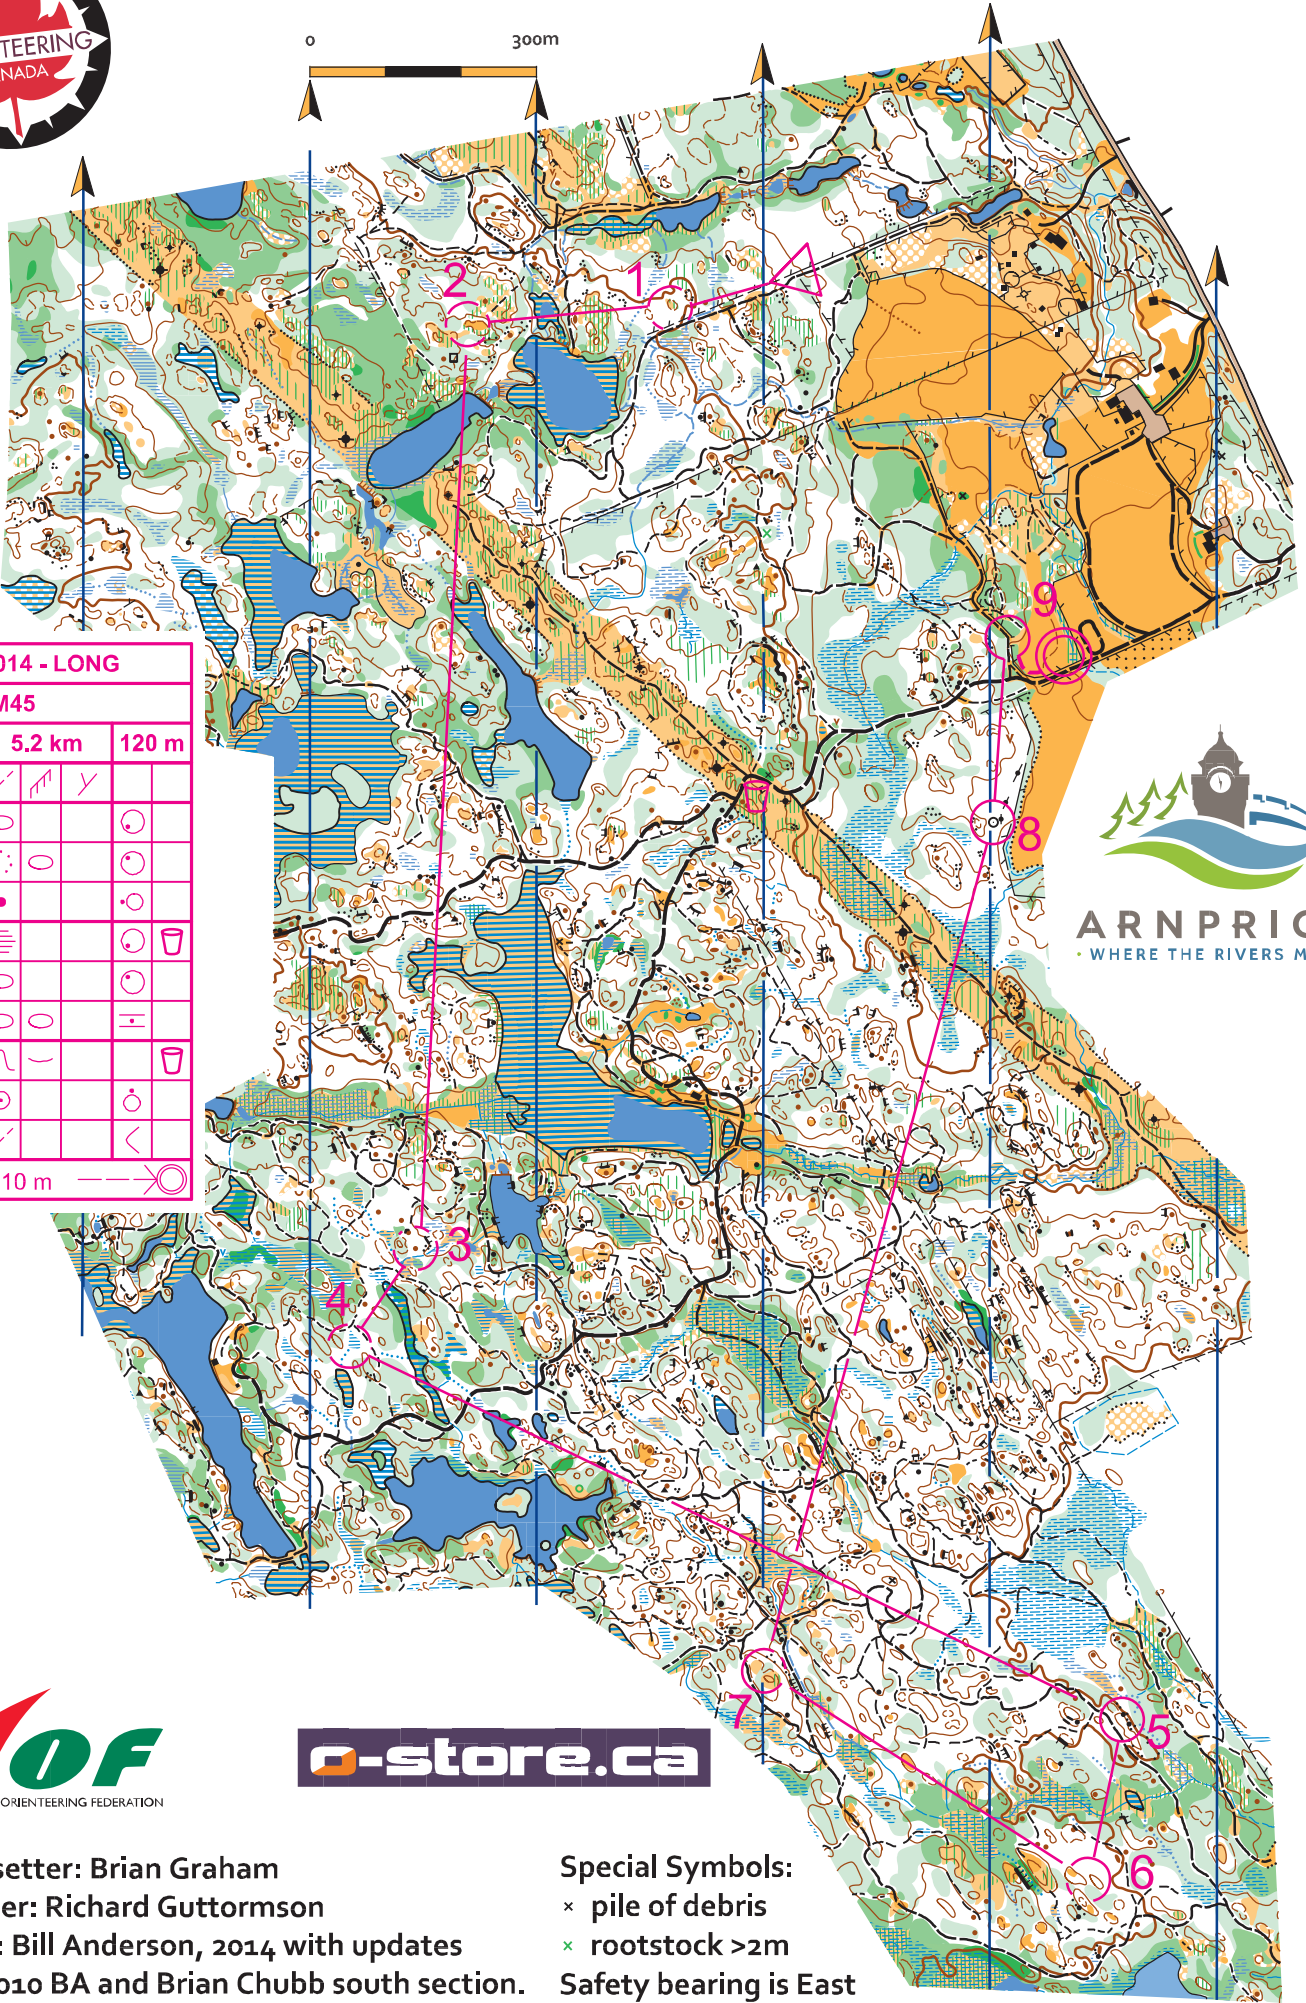 TEERING
NADA
0 300m
2
1
9
014 - LONG
M45
5.2 km 120 m
8
ARNPRIO
• WHERE THE RIVERS M
10 m
3
4
5
7
6
OF
ORIENTEERING FEDERATION
o-store.ca
setter: Brian Graham
er: Richard Guttormson
: Bill Anderson, 2014 with updates
010 BA and Brian Chubb south section.
Special Symbols:
× pile of debris
× rootstock >2m
Safety bearing is East